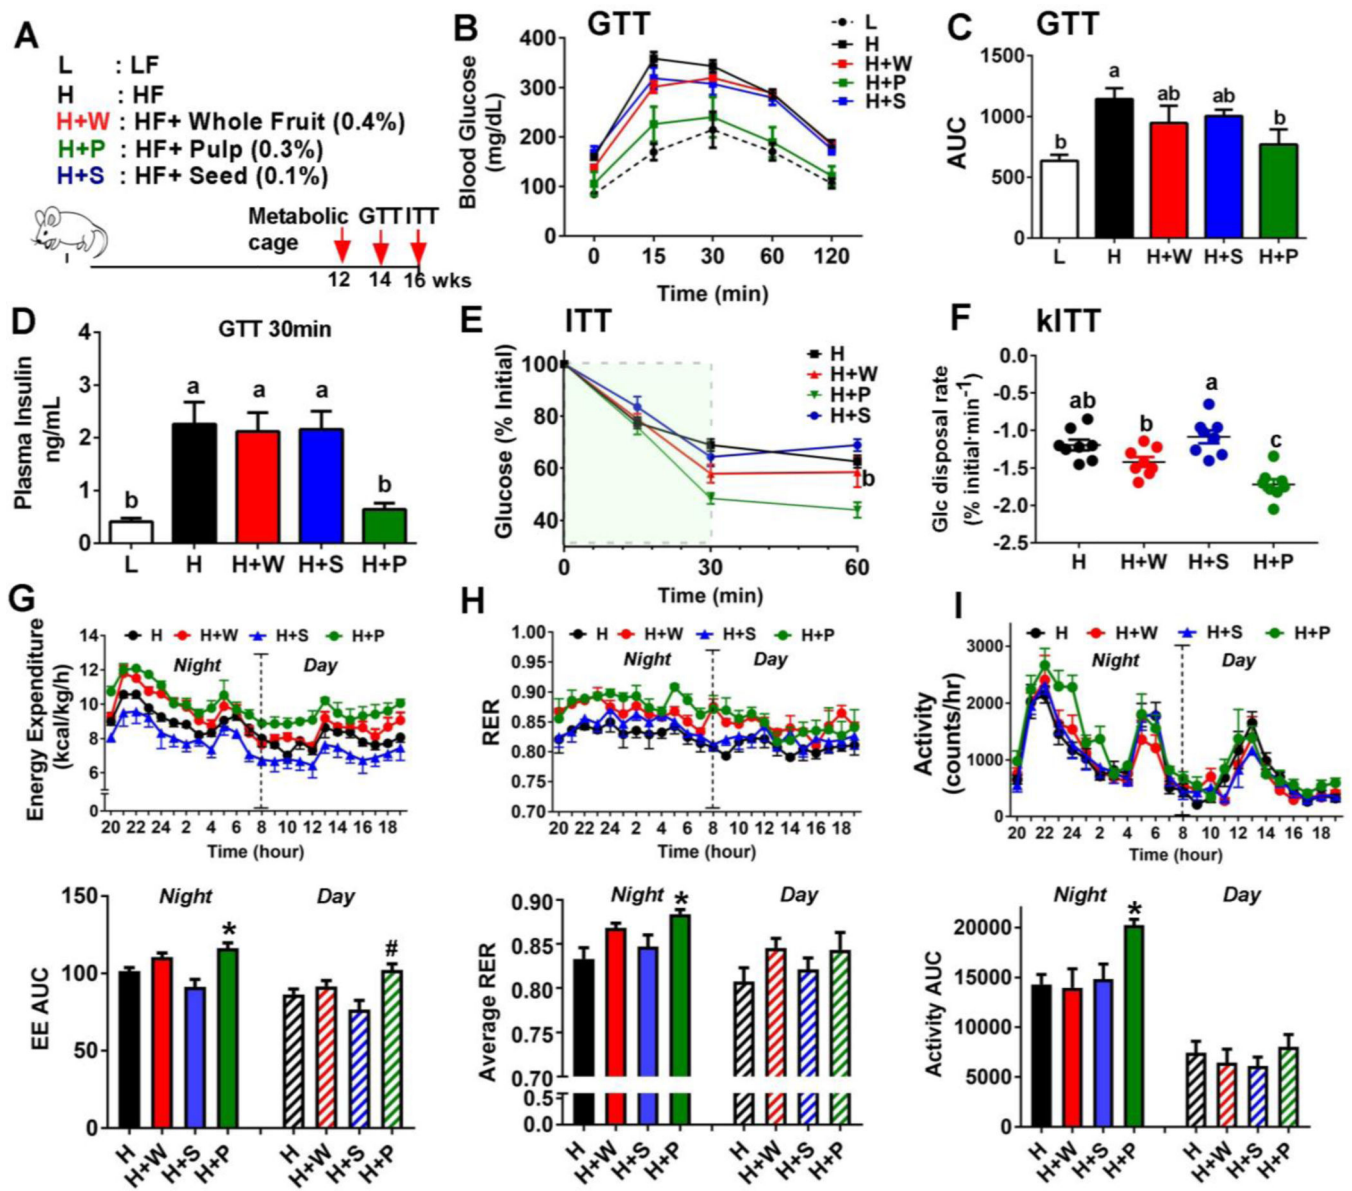 A
L : LF
H : HF
H+W : HF+ Whole Fruit (0.4%)
H+P : HF+ Pulp (0.3%)
H+S : HF+ Seed (0.1%)
Metabolic GTT ITT
cage
12 14 16 wks
B
GTT
L
H
H+W
H+P
H+S
Blood Glucose
(mg/dL)
400
300
200
100
0
0 15 30 60 120
Time (min)
C
GTT
AUC
1500
1000
500
0
b a ab ab b
L H H+W H+S H+P
D
GTT 30min
Plasma Insulin
ng/mL
4
3
2
1
0
b a a a b
L H H+W H+S H+P
E
ITT
H
H+W
H+P
H+S
Glucose (% Initial)
100
80
60
40
b
0 30 60
Time (min)
F
kITT
Glc disposal rate
(% initial·min-1)
0.0
-0.5
-1.0
-1.5
-2.0
-2.5
ab b a c
H H+W H+S H+P
G
H H+W H+S H+P
Night Day
Energy Expenditure
(kcal/kg/h)
14
12
10
8
6
0
20 22 24 2 4 6 8 10 12 14 16 18
Time (hour)
Night Day
EE AUC
150
100
50
0
* #
H H+W H+S H+P H H+W H+S H+P
H
H H+W H+S H+P
Night Day
RER
1.00
0.95
0.90
0.85
0.80
0.75
0.70
20 22 24 2 4 6 8 10 12 14 16 18
Time (hour)
Night Day
Average RER
0.90
0.85
0.80
0.75
0.70
0.5
0.0
*
H H+W H+S H+P H H+W H+S H+P
I
H H+W H+S H+P
Night Day
Activity
(counts/hr)
3000
2000
1000
0
20 22 24 2 4 6 8 10 12 14 16 18
Time (hour)
Night Day
Activity AUC
20000
15000
10000
5000
0
*
H H+W H+S H+P H H+W H+S H+P